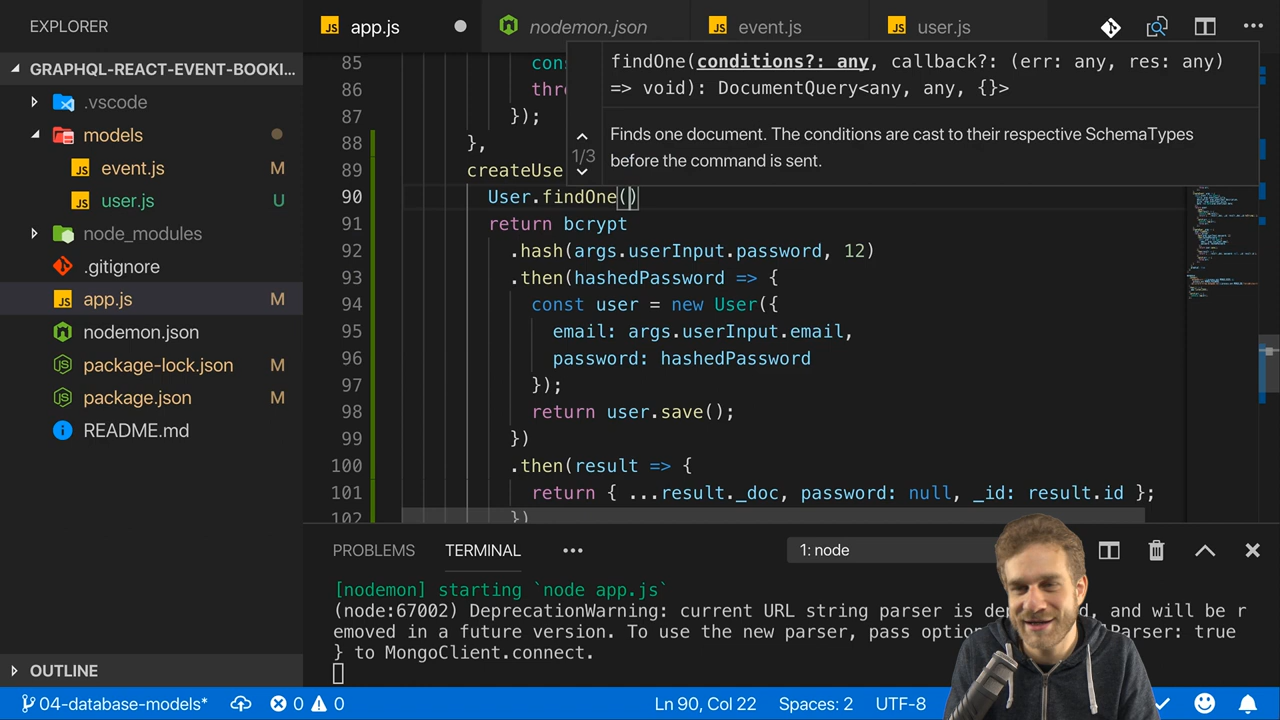 EXPLORER
app.js
nodemon.json
event.js
user.js
GRAPHQL-REACT-EVENT-BOOKI...
.vscode
models
event.js M
user.js U
node_modules
.gitignore
app.js M
nodemon.json
package-lock.json M
package.json M
README.md
OUTLINE
findOne(conditions?: any, callback?: (err: any, res: any)
=> void): DocumentQuery<any, any, {}>
1/3
Finds one document. The conditions are cast to their respective SchemaTypes
before the command is sent.
85 cons
86 thro
87 });
88 },
89 createUse
90 User.findOne()
91 return bcrypt
92 .hash(args.userInput.password, 12)
93 .then(hashedPassword => {
94 const user = new User({
95 email: args.userInput.email,
96 password: hashedPassword
97 });
98 return user.save();
99 })
100 .then(result => {
101 return { ...result._doc, password: null, _id: result.id };
102 })
PROBLEMS TERMINAL ••• 1: node
[nodemon] starting `node app.js`
(node:67002) DeprecationWarning: current URL string parser is dep d, and will be r
emoved in a future version. To use the new parser, pass option Parser: true
} to MongoClient.connect.
04-database-models* 0 0 Ln 90, Col 22 Spaces: 2 UTF-8